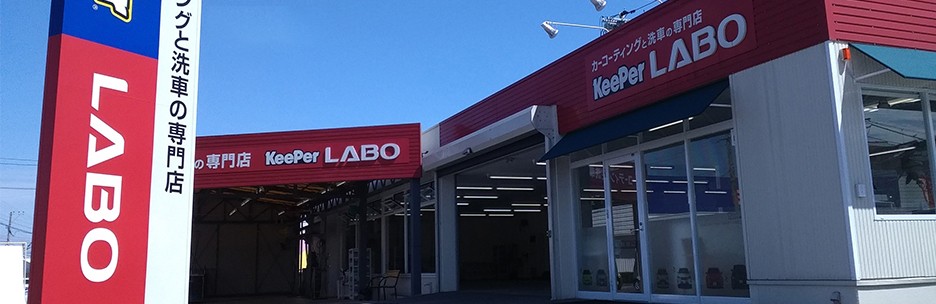 LABO
ングと洗車の専門店
の専門店 KeePer LABO
カーコーティングと洗車の専門店
KeePer LABO